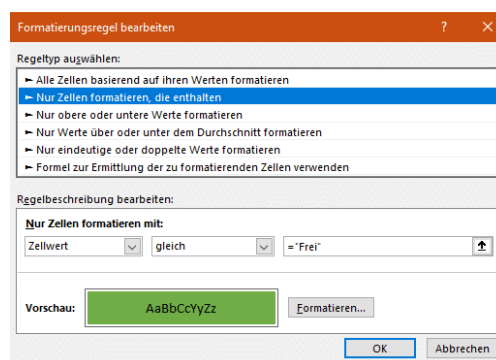 Formatierungsregel bearbeiten ? ×
Regeltyp auswählen:
► Alle Zellen basierend auf ihren Werten formatieren
► Nur Zellen formatieren, die enthalten
► Nur obere oder untere Werte formatieren
► Nur Werte über oder unter dem Durchschnitt formatieren
► Nur eindeutige oder doppelte Werte formatieren
► Formel zur Ermittlung der zu formatierenden Zellen verwenden
Regelbeschreibung bearbeiten:
Nur Zellen formatieren mit:
Zellwert gleich ="Frei"
Vorschau: AaBbCcYyZz Formatieren...
OK Abbrechen